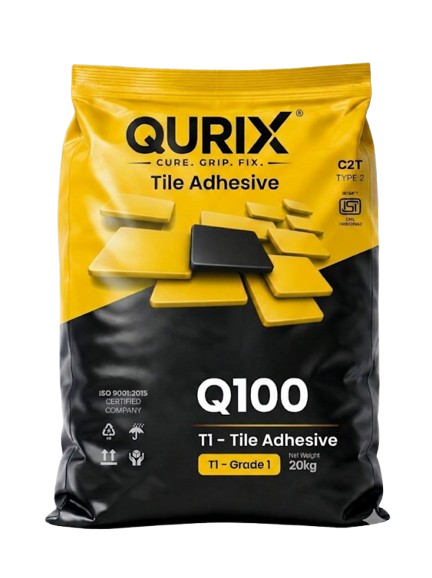 QURIX®
CURE. GRIP. FIX.
Tile Adhesive
C2T
TYPE 2
Q100
ISO 9001:2015
CERTIFIED
COMPANY
T1 - Tile Adhesive
T1 - Grade 1
Net Weight
20kg